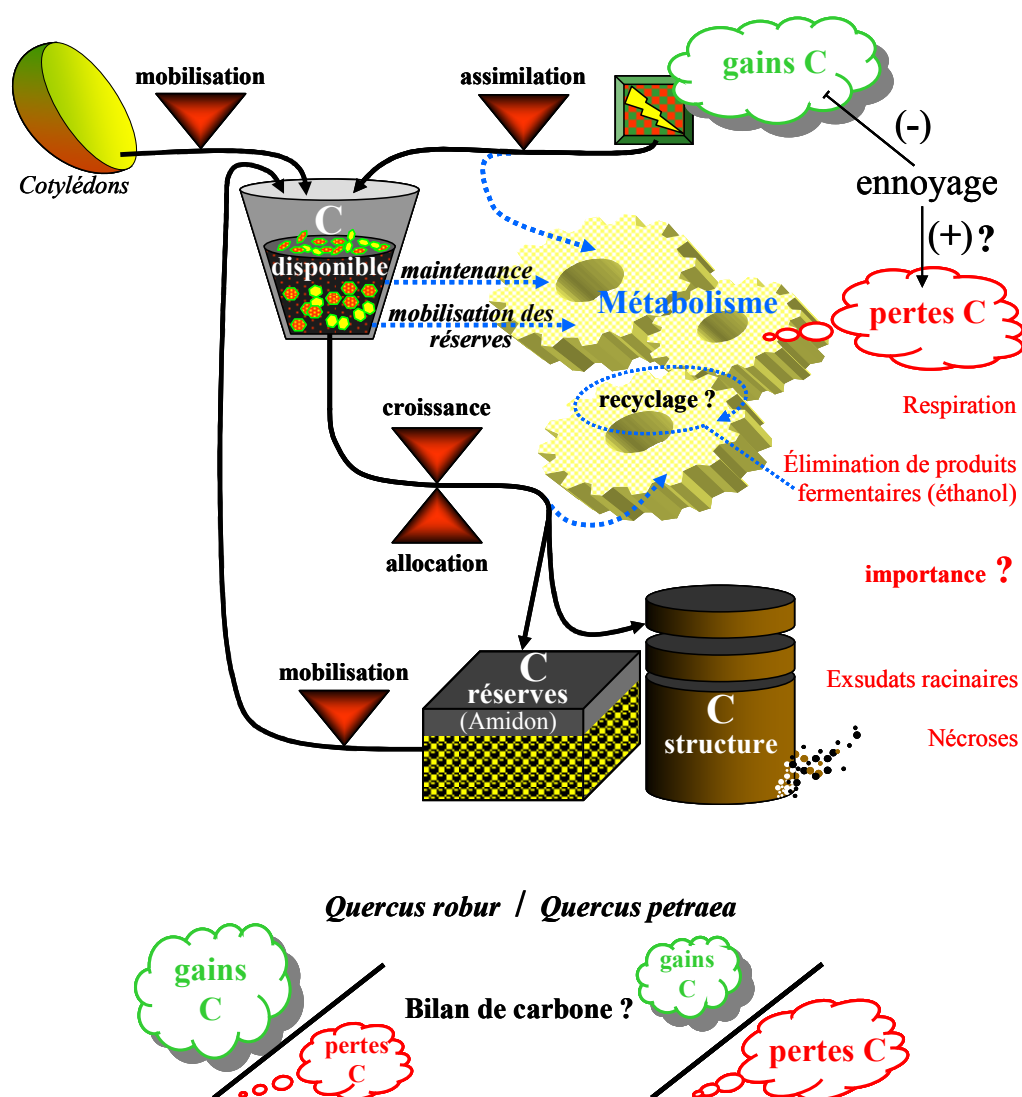 gains C
mobilisation
assimilation
(-)
Cotylédons
ennoyage
C
disponible
(+) ?
maintenance
Métabolisme
mobilisation des
réserves
pertes C
recyclage ?
Respiration
croissance
Élimination de produits
fermentaires (éthanol)
allocation
importance ?
mobilisation
C
réserves
(Amidon)
Exsudats racinaires
C
structure
Nécroses
Quercus robur / Quercus petraea
gains
C
gains
C
Bilan de carbone ?
pertes
C
pertes C